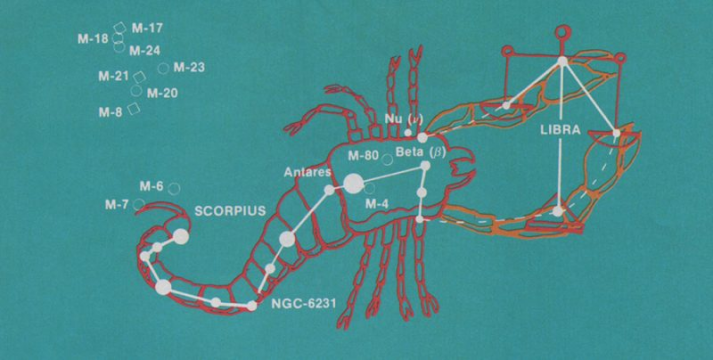 M-17
M-18
M-24
M-23
M-21
M-20
M-8
Nu (ν)
LIBRA
M-80
Beta (β)
Antares
M-6
M-4
M-7
SCORPIUS
NGC-6231